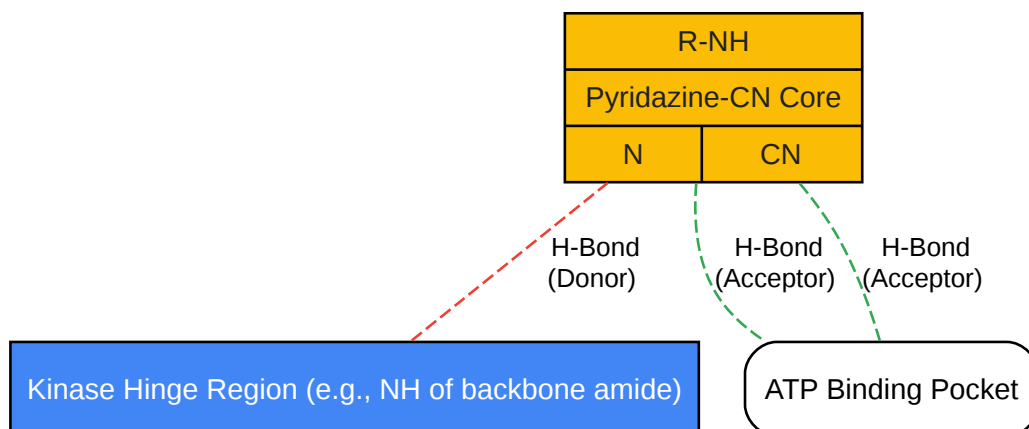 R-NH
Pyridazine-CN Core
N
CN
H-Bond
(Donor)
H-Bond
(Acceptor)
H-Bond
(Acceptor)
Kinase Hinge Region (e.g., NH of backbone amide)
ATP Binding Pocket